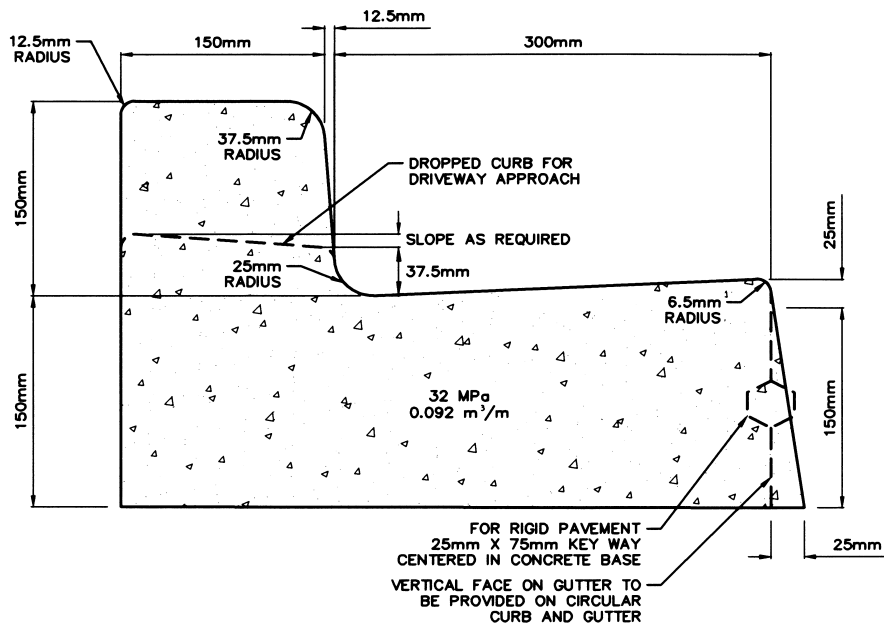 12.5mm
150mm
300mm
12.5mm
RADIUS
37.5mm
RADIUS
DROPPED CURB FOR
DRIVEWAY APPROACH
150mm
SLOPE AS REQUIRED
25mm
25mm
RADIUS
37.5mm
6.5mm
RADIUS
150mm
32 MPa
0.092 m³/m
150mm
FOR RIGID PAVEMENT
25mm X 75mm KEY WAY
CENTERED IN CONCRETE BASE
25mm
VERTICAL FACE ON GUTTER TO
BE PROVIDED ON CIRCULAR
CURB AND GUTTER